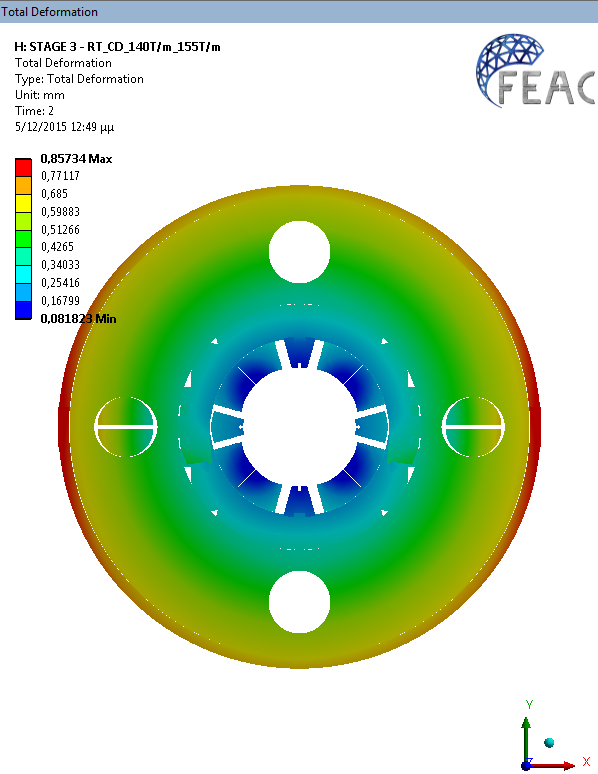 Total Deformation
H: STAGE 3 - RT_CD_140T/m_155T/m
Total Deformation
Type: Total Deformation
Unit: mm
Time: 2
5/12/2015 12:49 μμ
FEAC
0,85734 Max
0,77117
0,685
0,59883
0,51266
0,4265
0,34033
0,25416
0,16799
0,081823 Min
Y
Z
X